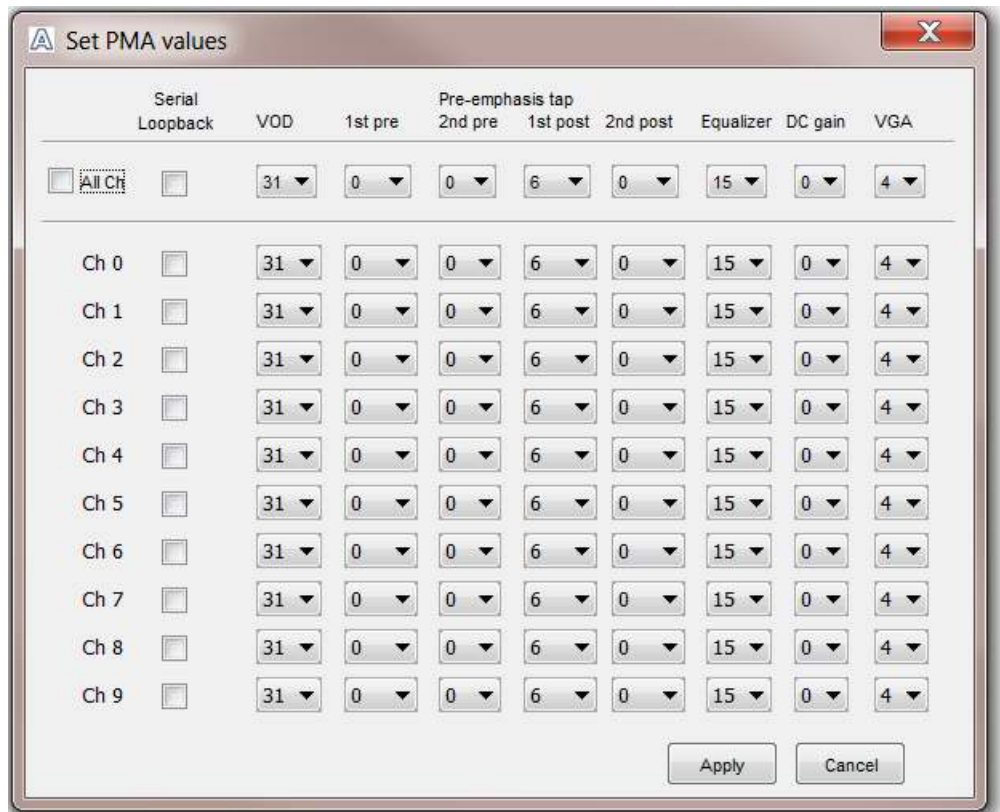 Set PMA values
Serial Loopback VOD 1st pre Pre-emphasis tap 2nd pre 1st post 2nd post Equalizer DC gain VGA
All Ch 31 0 0 6 0 15 0 4
Ch 0 31 0 0 6 0 15 0 4
Ch 1 31 0 0 6 0 15 0 4
Ch 2 31 0 0 6 0 15 0 4
Ch 3 31 0 0 6 0 15 0 4
Ch 4 31 0 0 6 0 15 0 4
Ch 5 31 0 0 6 0 15 0 4
Ch 6 31 0 0 6 0 15 0 4
Ch 7 31 0 0 6 0 15 0 4
Ch 8 31 0 0 6 0 15 0 4
Ch 9 31 0 0 6 0 15 0 4
Apply Cancel